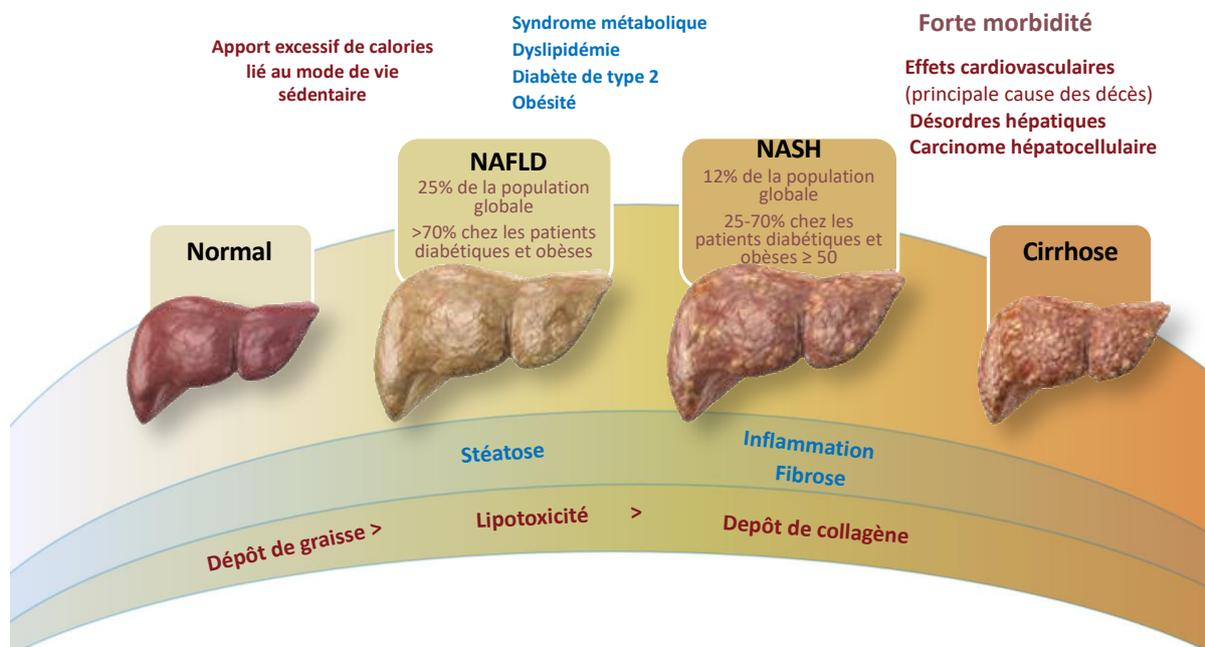 Apport excessif de calories
lié au mode de vie
sédentaire
Syndrome métabolique
Dyslipidémie
Diabète de type 2
Obésité
Forte morbidité
Effets cardiovasculaires
(principale cause des décès)
Désordres hépatiques
Carcinome hépatocellulaire
Normal
NAFLD
25% de la population
globale
>70% chez les patients
diabétiques et obèses
NASH
12% de la population
globale
25-70% chez les
patients diabétiques et
obèses ≥ 50
Cirrhose
Stéatose
Inflammation
Fibrose
Dépôt de graisse >
Lipotoxicité >
Depôt de collagène